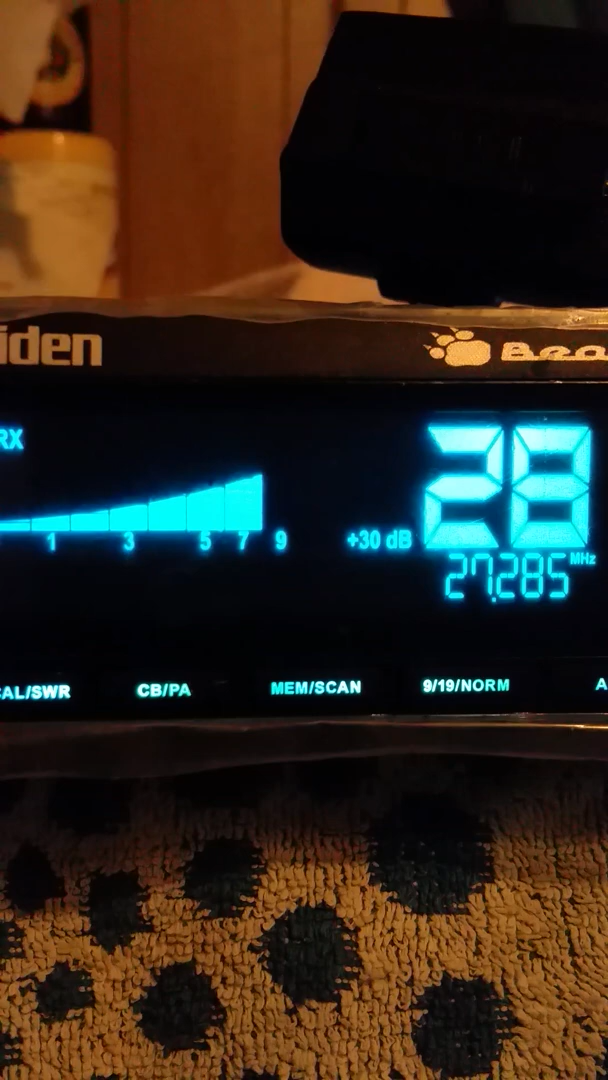 iden Bea
RX
28
1 3 5 7 9 +30 dB
27.285 MHz
CAL/SWR CB/PA MEM/SCAN 9/19/NORM A